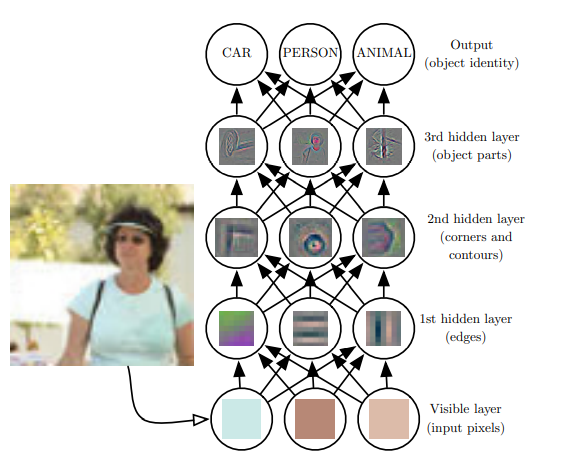 CAR PERSON ANIMAL
Output
(object identity)
3rd hidden layer
(object parts)
2nd hidden layer
(corners and
contours)
1st hidden layer
(edges)
Visible layer
(input pixels)